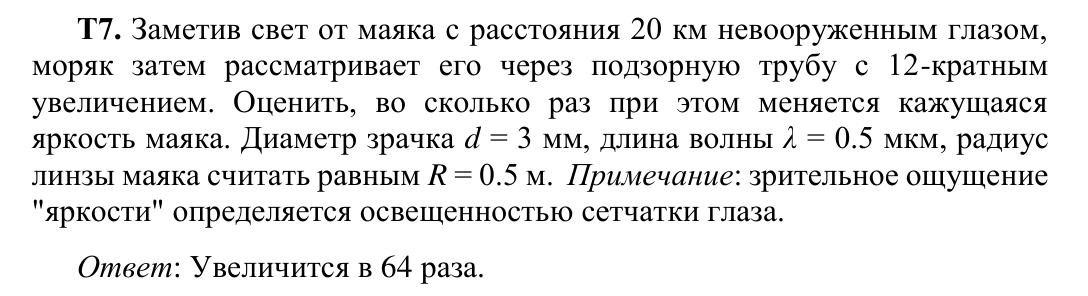 Т7. Заметив свет от маяка с расстояния 20 км невооруженным глазом,
моряк затем рассматривает его через подзорную трубу с 12-кратным
увеличением. Оценить, во сколько раз при этом меняется кажущаяся
яркость маяка. Диаметр зрачка d = 3 мм, длина волны λ = 0.5 мкм, радиус
линзы маяка считать равным R = 0.5 м. Примечание: зрительное ощущение
"яркости" определяется освещенностью сетчатки глаза.
Ответ: Увеличится в 64 раза.